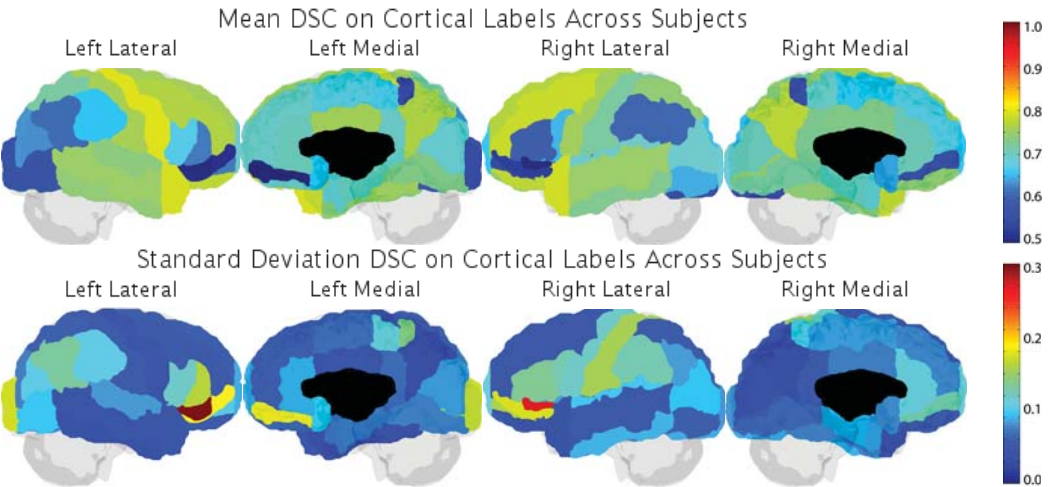 Mean DSC on Cortical Labels Across Subjects
Left Lateral Left Medial Right Lateral Right Medial
1.0
0.9
0.8
0.7
0.6
0.5
Standard Deviation DSC on Cortical Labels Across Subjects
Left Lateral Left Medial Right Lateral Right Medial
0.3
0.2
0.1
0.0